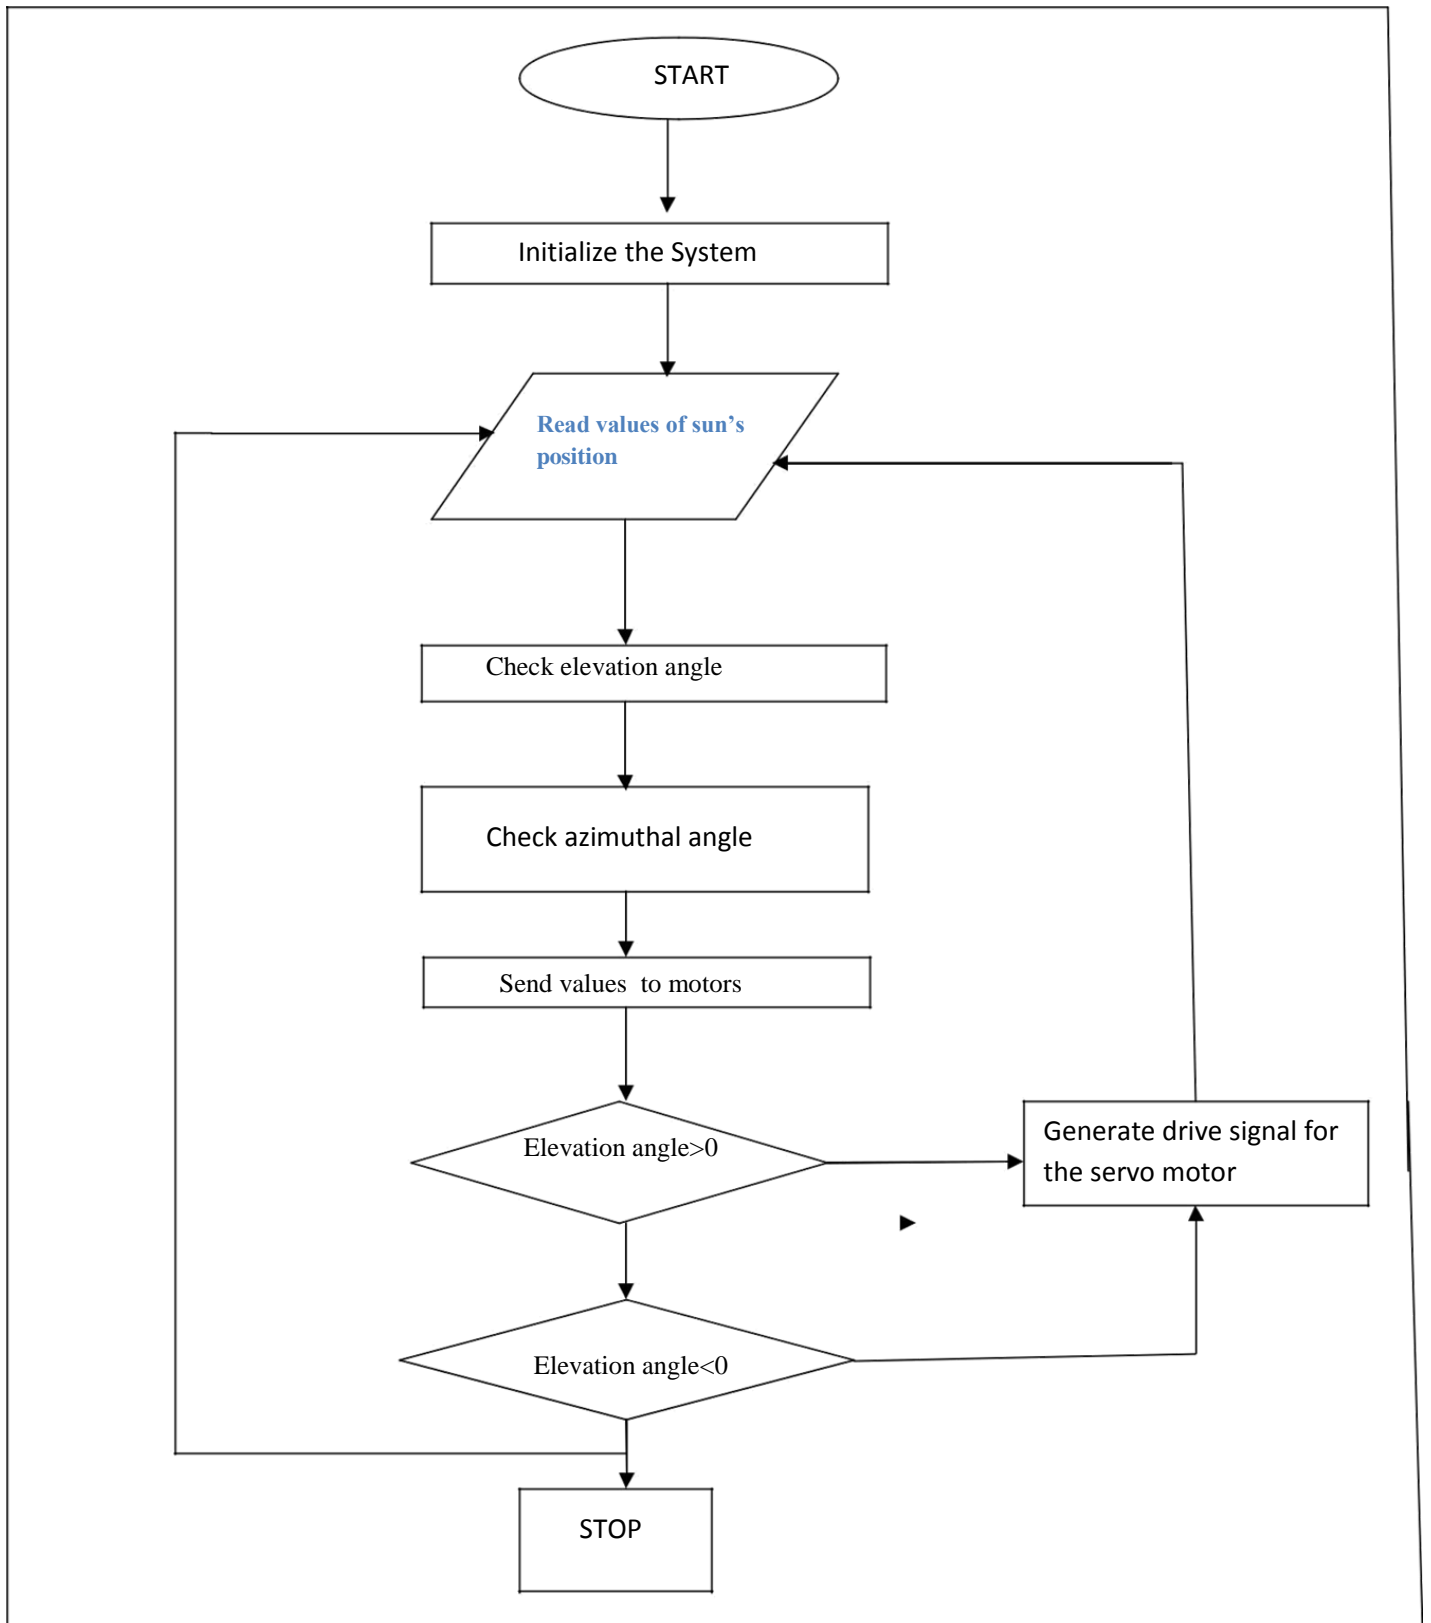 START
Initialize the System
Read values of sun’s
position
Check elevation angle
Check azimuthal angle
Send values  to motors
Elevation angle>0
Generate drive signal for
the servo motor
Elevation angle<0
STOP